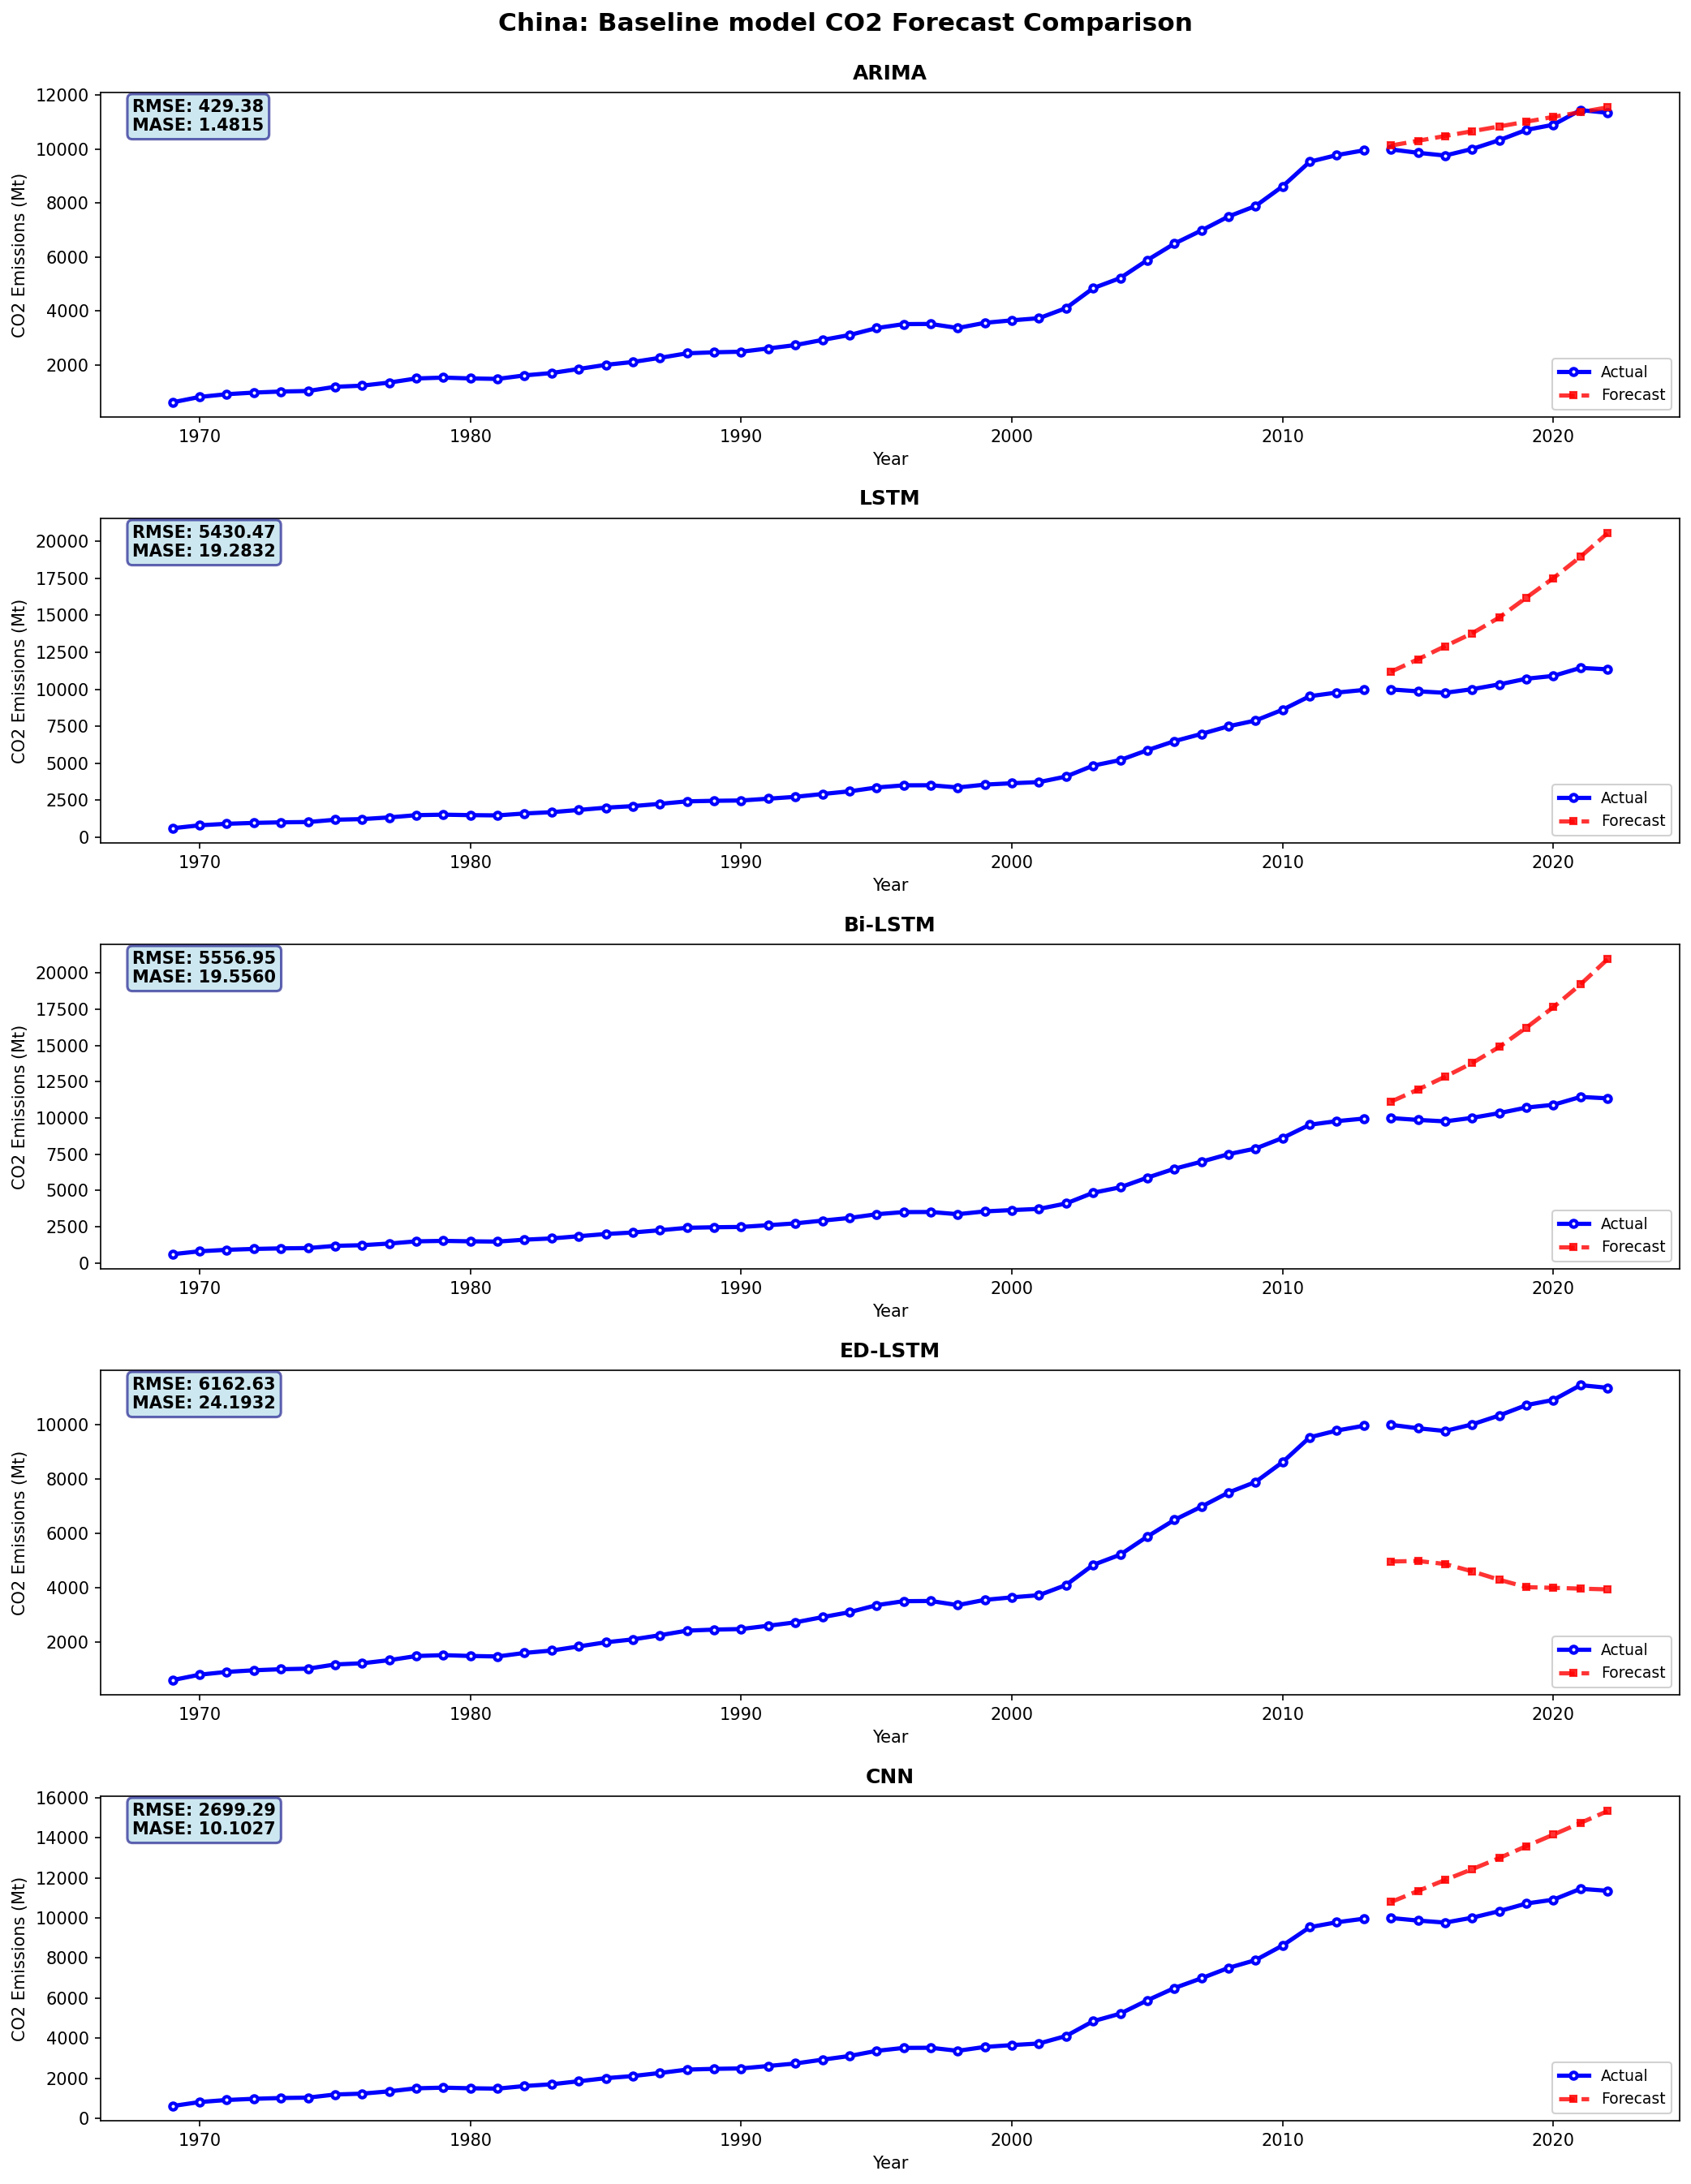 China: Baseline model CO2 Forecast Comparison
ARIMA
RMSE: 429.38
MASE: 1.4815
CO2 Emissions (Mt)
12000
10000
8000
6000
4000
2000
Actual
Forecast
1970 1980 1990 2000 2010 2020
Year
LSTM
RMSE: 5430.47
MASE: 19.2832
CO2 Emissions (Mt)
20000
17500
15000
12500
10000
7500
5000
2500
0
Actual
Forecast
1970 1980 1990 2000 2010 2020
Year
Bi-LSTM
RMSE: 5556.95
MASE: 19.5560
CO2 Emissions (Mt)
20000
17500
15000
12500
10000
7500
5000
2500
0
Actual
Forecast
1970 1980 1990 2000 2010 2020
Year
ED-LSTM
RMSE: 6162.63
MASE: 24.1932
CO2 Emissions (Mt)
10000
8000
6000
4000
2000
Actual
Forecast
1970 1980 1990 2000 2010 2020
Year
CNN
RMSE: 2699.29
MASE: 10.1027
CO2 Emissions (Mt)
16000
14000
12000
10000
8000
6000
4000
2000
0
Actual
Forecast
1970 1980 1990 2000 2010 2020
Year